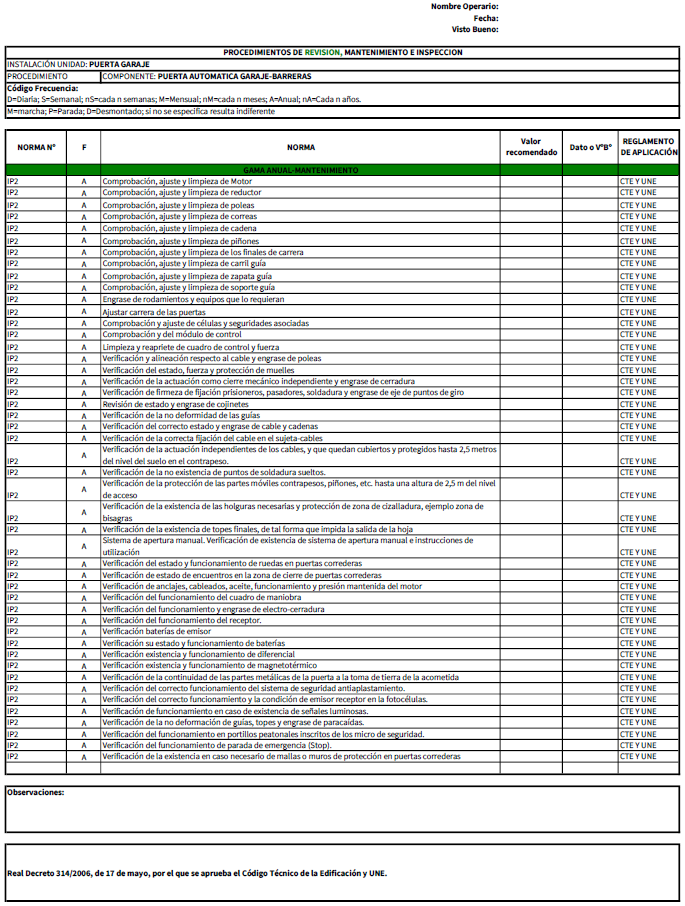 Nombre Operario:
Fecha:
Visto Bueno:
PROCEDIMIENTOS DE REVISION, MANTENIMIENTO E INSPECCION
INSTALACIÓN UNIDAD: PUERTA GARAJE
PROCEDIMIENTO COMPONENTE: PUERTA AUTOMATICA GARAJE-BARRERAS
Código Frecuencia:
D=Diaria; S=Semanal; nS=cada n semanas; M=Mensual; nM=cada n meses; A=Anual; nA=Cada n años.
M=marcha; P=Parada; D=Desmontado; si no se especifica resulta indiferente
NORMA Nº F NORMA Valor recomendado Dato o VºBº REGLAMENTO DE APLICACIÓN
GAMA ANUAL-MANTENIMIENTO
IP2 A Comprobación, ajuste y limpieza de Motor CTE Y UNE
IP2 A Comprobación, ajuste y limpieza de reductor CTE Y UNE
IP2 A Comprobación, ajuste y limpieza de poleas CTE Y UNE
IP2 A Comprobación, ajuste y limpieza de correas CTE Y UNE
IP2 A Comprobación, ajuste y limpieza de cadena CTE Y UNE
IP2 A Comprobación, ajuste y limpieza de piñones CTE Y UNE
IP2 A Comprobación, ajuste y limpieza de los finales de carrera CTE Y UNE
IP2 A Comprobación, ajuste y limpieza de carril guía CTE Y UNE
IP2 A Comprobación, ajuste y limpieza de zapata guía CTE Y UNE
IP2 A Comprobación, ajuste y limpieza de soporte guía CTE Y UNE
IP2 A Engrase de rodamientos y equipos que lo requieran CTE Y UNE
IP2 A Ajustar carrera de las puertas CTE Y UNE
IP2 A Comprobación y ajuste de células y seguridades asociadas CTE Y UNE
IP2 A Comprobación y del módulo de control CTE Y UNE
IP2 A Limpieza y reapriete de cuadro de control y fuerza CTE Y UNE
IP2 A Verificación y alineación respecto al cable y engrase de poleas CTE Y UNE
IP2 A Verificación del estado, fuerza y protección de muelles CTE Y UNE
IP2 A Verificación de la actuación como cierre mecánico independiente y engrase de cerradura CTE Y UNE
IP2 A Verificación de firmeza de fijación prisioneros, pasadores, soldadura y engrase de eje de puntos de giro CTE Y UNE
IP2 A Revisión de estado y engrase de cojinetes CTE Y UNE
IP2 A Verificación de la no deformidad de las guías CTE Y UNE
IP2 A Verificación del correcto estado y engrase de cable y cadenas CTE Y UNE
IP2 A Verificación de la correcta fijación del cable en el sujeta-cables CTE Y UNE
Verificación de la actuación independientes de los cables, y que quedan cubiertos y protegidos hasta 2,5 metros
IP2 A del nivel del suelo en el contrapeso. CTE Y UNE
IP2 A Verificación de la no existencia de puntos de soldadura sueltos. CTE Y UNE
Verificación de la protección de las partes móviles contrapesos, piñones, etc. hasta una altura de 2,5 m del nivel
IP2 A de acceso CTE Y UNE
Verificación de la existencia de las holguras necesarias y protección de zona de cizalladura, ejemplo zona de
IP2 A bisagras CTE Y UNE
IP2 A Verificación de la existencia de topes finales, de tal forma que impida la salida de la hoja CTE Y UNE
Sistema de apertura manual. Verificación de existencia de sistema de apertura manual e instrucciones de
IP2 A utilización CTE Y UNE
IP2 A Verificación del estado y funcionamiento de ruedas en puertas correderas CTE Y UNE
IP2 A Verificación de estado de encuentros en la zona de cierre de puertas correderas CTE Y UNE
IP2 A Verificación de anclajes, cableados, aceite, funcionamiento y presión mantenida del motor CTE Y UNE
IP2 A Verificación del funcionamiento del cuadro de maniobra CTE Y UNE
IP2 A Verificación del funcionamiento y engrase de electro-cerradura CTE Y UNE
IP2 A Verificación del funcionamiento del receptor. CTE Y UNE
IP2 A Verificación baterías de emisor CTE Y UNE
IP2 A Verificación su estado y funcionamiento de baterías CTE Y UNE
IP2 A Verificación existencia y funcionamiento de diferencial CTE Y UNE
IP2 A Verificación existencia y funcionamiento de magnetotérmico CTE Y UNE
IP2 A Verificación de la continuidad de las partes metálicas de la puerta a la toma de tierra de la acometida CTE Y UNE
IP2 A Verificación del correcto funcionamiento del sistema de seguridad antiaplastamiento. CTE Y UNE
IP2 A Verificación del correcto funcionamiento y la condición de emisor receptor en la fotocélulas. CTE Y UNE
IP2 A Verificación de funcionamiento en caso de existencia de señales luminosas. CTE Y UNE
IP2 A Verificación de la no deformación de guías, topes y engrase de paracaídas. CTE Y UNE
IP2 A Verificación del funcionamiento en portillos peatonales inscritos de los micro de seguridad. CTE Y UNE
IP2 A Verificación del funcionamiento de parada de emergencia (Stop). CTE Y UNE
IP2 A Verificación de la existencia en caso necesario de mallas o muros de protección en puertas correderas CTE Y UNE
Observaciones:
Real Decreto 314/2006, de 17 de mayo, por el que se aprueba el Código Técnico de la Edificación y UNE.